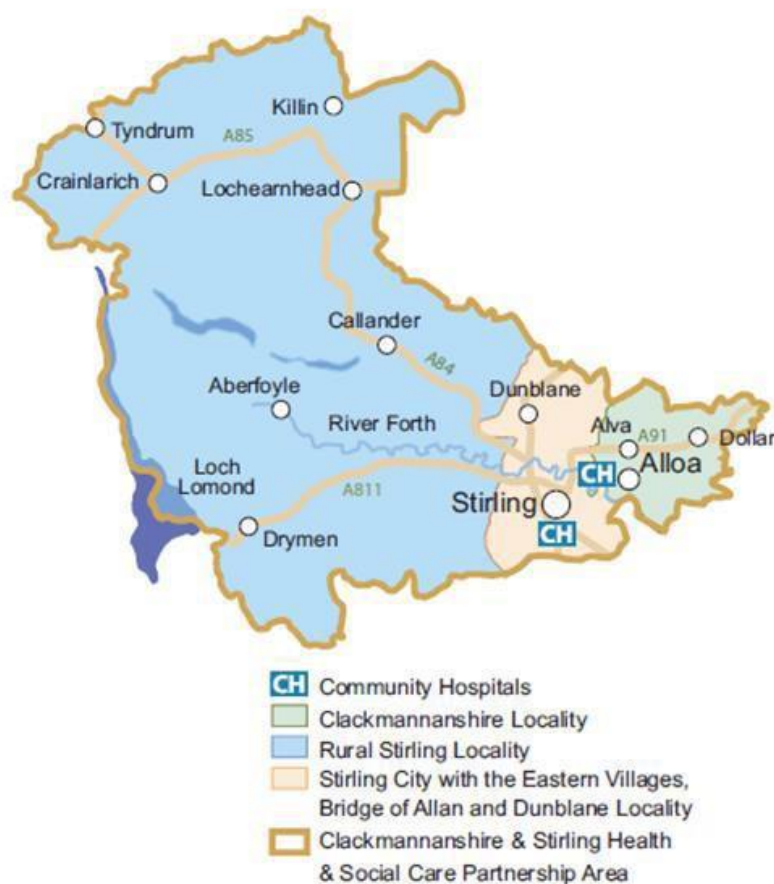 Killin
Tyndrum
A85
Crainlarich
Lochearnhead
Callander
A84
Aberfoyle
Dunblane
River Forth
Alva
A91
Dollar
Loch
Lomond
CH
Alloa
A811
Stirling
Drymen
CH
CH Community Hospitals
Clackmannanshire Locality
Rural Stirling Locality
Stirling City with the Eastern Villages,
Bridge of Allan and Dunblane Locality
Clackmannanshire & Stirling Health
& Social Care Partnership Area